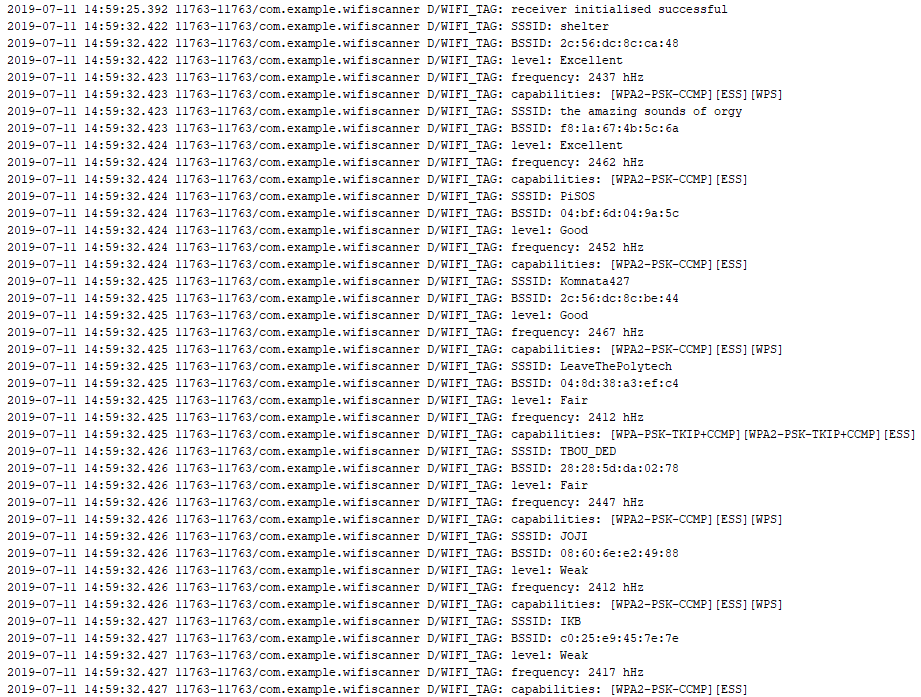 2019-07-11 14:59:25.392 11763-11763/com.example.wifiscanner D/WIFI_TAG: receiver initialised successful
2019-07-11 14:59:32.422 11763-11763/com.example.wifiscanner D/WIFI_TAG: SSSID: shelter
2019-07-11 14:59:32.422 11763-11763/com.example.wifiscanner D/WIFI_TAG: BSSID: 2c:56:dc:8c:ca:48
2019-07-11 14:59:32.422 11763-11763/com.example.wifiscanner D/WIFI_TAG: level: Excellent
2019-07-11 14:59:32.423 11763-11763/com.example.wifiscanner D/WIFI_TAG: frequency: 2437 hHz
2019-07-11 14:59:32.423 11763-11763/com.example.wifiscanner D/WIFI_TAG: capabilities: [WPA2-PSK-CCMP][ESS][WPS]
2019-07-11 14:59:32.423 11763-11763/com.example.wifiscanner D/WIFI_TAG: SSSID: the amazing sounds of orgy
2019-07-11 14:59:32.423 11763-11763/com.example.wifiscanner D/WIFI_TAG: BSSID: f8:1a:67:4b:5c:6a
2019-07-11 14:59:32.424 11763-11763/com.example.wifiscanner D/WIFI_TAG: level: Excellent
2019-07-11 14:59:32.424 11763-11763/com.example.wifiscanner D/WIFI_TAG: frequency: 2462 hHz
2019-07-11 14:59:32.424 11763-11763/com.example.wifiscanner D/WIFI_TAG: capabilities: [WPA2-PSK-CCMP][ESS]
2019-07-11 14:59:32.424 11763-11763/com.example.wifiscanner D/WIFI_TAG: SSSID: PiSOS
2019-07-11 14:59:32.424 11763-11763/com.example.wifiscanner D/WIFI_TAG: BSSID: 04:bf:6d:04:9a:5c
2019-07-11 14:59:32.424 11763-11763/com.example.wifiscanner D/WIFI_TAG: level: Good
2019-07-11 14:59:32.424 11763-11763/com.example.wifiscanner D/WIFI_TAG: frequency: 2452 hHz
2019-07-11 14:59:32.424 11763-11763/com.example.wifiscanner D/WIFI_TAG: capabilities: [WPA2-PSK-CCMP][ESS]
2019-07-11 14:59:32.425 11763-11763/com.example.wifiscanner D/WIFI_TAG: SSSID: Komnata427
2019-07-11 14:59:32.425 11763-11763/com.example.wifiscanner D/WIFI_TAG: BSSID: 2c:56:dc:8c:be:44
2019-07-11 14:59:32.425 11763-11763/com.example.wifiscanner D/WIFI_TAG: level: Good
2019-07-11 14:59:32.425 11763-11763/com.example.wifiscanner D/WIFI_TAG: frequency: 2467 hHz
2019-07-11 14:59:32.425 11763-11763/com.example.wifiscanner D/WIFI_TAG: capabilities: [WPA2-PSK-CCMP][ESS][WPS]
2019-07-11 14:59:32.425 11763-11763/com.example.wifiscanner D/WIFI_TAG: SSSID: LeaveThePolytech
2019-07-11 14:59:32.425 11763-11763/com.example.wifiscanner D/WIFI_TAG: BSSID: 04:8d:38:a3:ef:c4
2019-07-11 14:59:32.425 11763-11763/com.example.wifiscanner D/WIFI_TAG: level: Fair
2019-07-11 14:59:32.425 11763-11763/com.example.wifiscanner D/WIFI_TAG: frequency: 2412 hHz
2019-07-11 14:59:32.425 11763-11763/com.example.wifiscanner D/WIFI_TAG: capabilities: [WPA-PSK-TKIP+CCMP][WPA2-PSK-TKIP+CCMP][ESS]
2019-07-11 14:59:32.426 11763-11763/com.example.wifiscanner D/WIFI_TAG: SSSID: TBOU_DED
2019-07-11 14:59:32.426 11763-11763/com.example.wifiscanner D/WIFI_TAG: BSSID: 28:28:5d:da:02:78
2019-07-11 14:59:32.426 11763-11763/com.example.wifiscanner D/WIFI_TAG: level: Fair
2019-07-11 14:59:32.426 11763-11763/com.example.wifiscanner D/WIFI_TAG: frequency: 2447 hHz
2019-07-11 14:59:32.426 11763-11763/com.example.wifiscanner D/WIFI_TAG: capabilities: [WPA2-PSK-CCMP][ESS][WPS]
2019-07-11 14:59:32.426 11763-11763/com.example.wifiscanner D/WIFI_TAG: SSSID: JOJI
2019-07-11 14:59:32.426 11763-11763/com.example.wifiscanner D/WIFI_TAG: BSSID: 08:60:6e:e2:49:88
2019-07-11 14:59:32.426 11763-11763/com.example.wifiscanner D/WIFI_TAG: level: Weak
2019-07-11 14:59:32.426 11763-11763/com.example.wifiscanner D/WIFI_TAG: frequency: 2412 hHz
2019-07-11 14:59:32.426 11763-11763/com.example.wifiscanner D/WIFI_TAG: capabilities: [WPA2-PSK-CCMP][ESS][WPS]
2019-07-11 14:59:32.427 11763-11763/com.example.wifiscanner D/WIFI_TAG: SSSID: IKB
2019-07-11 14:59:32.427 11763-11763/com.example.wifiscanner D/WIFI_TAG: BSSID: c0:25:e9:45:7e:7e
2019-07-11 14:59:32.427 11763-11763/com.example.wifiscanner D/WIFI_TAG: level: Weak
2019-07-11 14:59:32.427 11763-11763/com.example.wifiscanner D/WIFI_TAG: frequency: 2417 hHz
2019-07-11 14:59:32.427 11763-11763/com.example.wifiscanner D/WIFI_TAG: capabilities: [WPA2-PSK-CCMP][ESS]